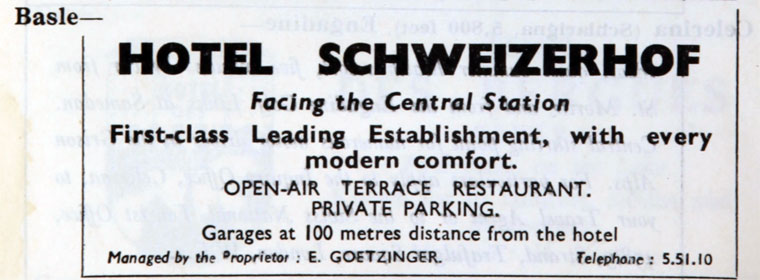 Basle—
HOTEL SCHWEIZERHOF
Facing the Central Station
First-class Leading Establishment, with every
modern comfort.
OPEN-AIR TERRACE RESTAURANT.
PRIVATE PARKING.
Garages at 100 metres distance from the hotel
Managed by the Proprietor : E. GOETZINGER. Telephone : 5.51.10